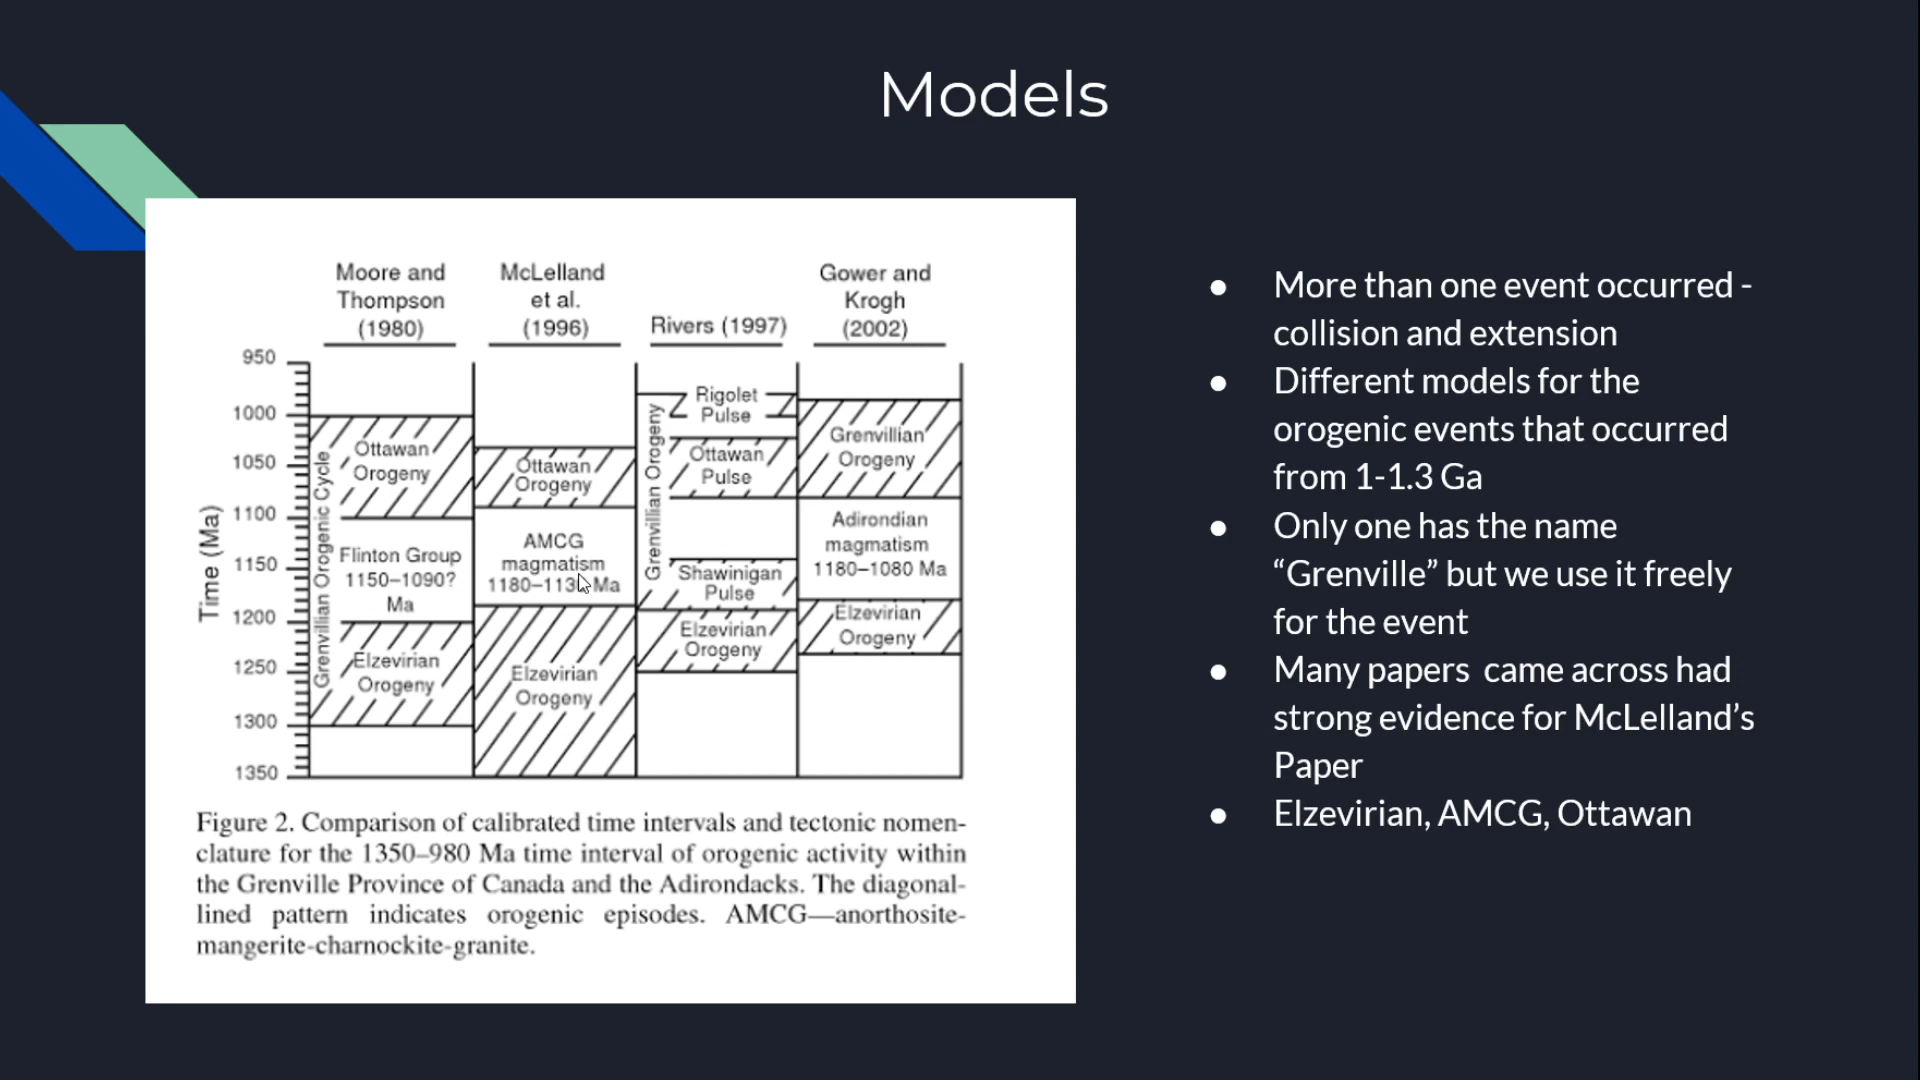 Models
Moore and
Thompson
(1980)
McLelland
et al.
(1996)
Rivers (1997)
Gower and
Krogh
(2002)
Time (Ma)
950
1000
1050
1100
1150
1200
1250
1300
1350
Grenvillian Orogenic Cycle
Ottawan
Orogeny
Flinton Group
1150–1090?
Ma
Elzevirian
Orogeny
Ottawan
Orogeny
AMCG
magmatism
1180–113 Ma
Elzevirian
Orogeny
Grenvillian Orogeny
Rigolet
Pulse
Ottawan
Pulse
Shawinigan
Pulse
Elzevirian
Orogeny
Grenvillian
Orogeny
Adirondian
magmatism
1180–1080 Ma
Elzevirian
Orogeny
Figure 2. Comparison of calibrated time intervals and tectonic nomen-
clature for the 1350–980 Ma time interval of orogenic activity within
the Grenville Province of Canada and the Adirondacks. The diagonal-
lined pattern indicates orogenic episodes. AMCG—anorthosite-
mangerite-charnockite-granite.
● More than one event occurred -
collision and extension
● Different models for the
orogenic events that occurred
from 1-1.3 Ga
● Only one has the name
“Grenville” but we use it freely
for the event
● Many papers came across had
strong evidence for McLelland’s
Paper
● Elzevirian, AMCG, Ottawan